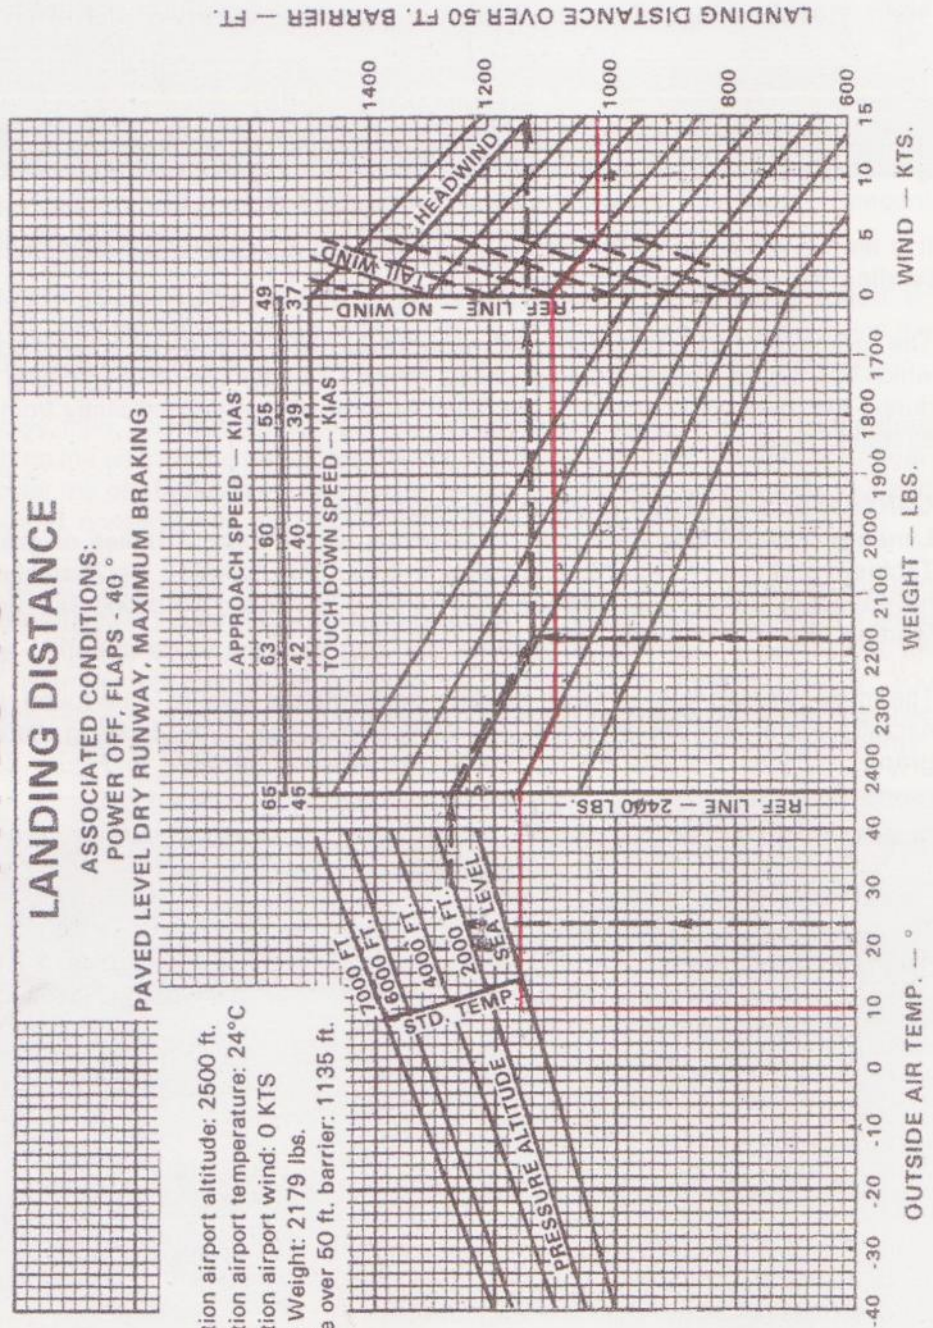 LANDING DISTANCE
ASSOCIATED CONDITIONS:
POWER OFF, FLAPS - 40°
PAVED LEVEL DRY RUNWAY, MAXIMUM BRAKING
tion airport altitude: 2500 ft.
tion airport temperature: 24°C
tion airport wind: 0 KTS
Weight: 2179 lbs.
e over 50 ft. barrier: 1135 ft.
APPROACH SPEED – KIAS
65 63 60 55 49
45 42 40 39 37
TOUCH DOWN SPEED – KIAS
7000 FT.
6000 FT.
4000 FT.
2000 FT.
SEA LEVEL
STD. TEMP.
PRESSURE ALTITUDE
REF. LINE – 2400 LBS.
REF. LINE – NO WIND
TAIL WIND
HEADWIND
1400
1200
1000
800
600
LANDING DISTANCE OVER 50 FT. BARRIER – FT.
-40 -30 -20 -10 0 10 20 30 40
2400 2300 2200 2100 2000 1900 1800 1700
0 5 10 15
OUTSIDE AIR TEMP. – °
WEIGHT – LBS.
WIND – KTS.